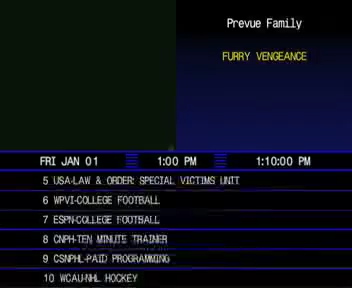 Prevue Family
FURRY VENGEANCE
FRI JAN 01 1:00 PM 1:10:00 PM
5 USA-LAW & ORDER: SPECIAL VICTIMS UNIT
6 WPVI-COLLEGE FOOTBALL
7 ESPN-COLLEGE FOOTBALL
8 CNPH-TEN MINUTE TRAINER
9 CSNPHL-PAID PROGRAMMING
10 WCAU-NHL HOCKEY